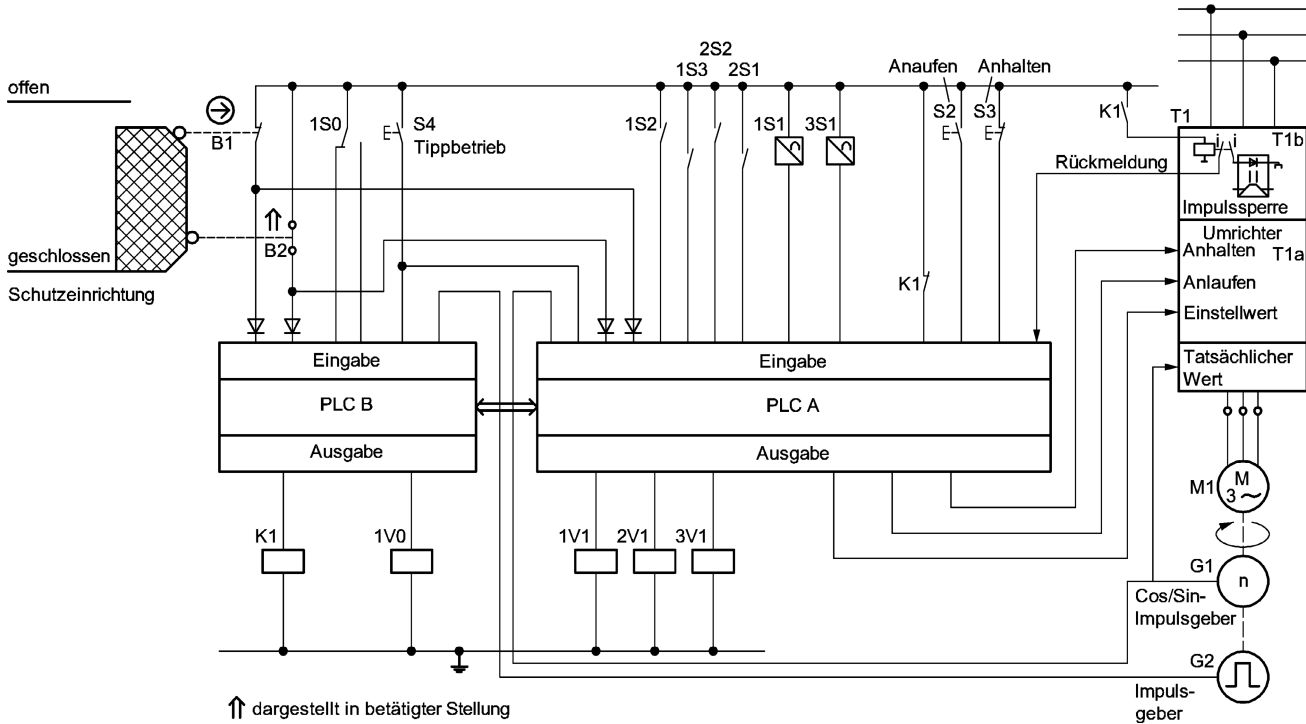 offen
B1
1S0
S4
Tippbetrieb
2S2
1S3
2S1
1S2
1S1
3S1
Anaufen
Anhalten
S2
S3
K1
T1
T1b
i
i
Rückmeldung
Impulssperre
B2
geschlossen
Schutzeinrichtung
K1
Umrichter
T1a
Anhalten
Anlaufen
Einstellwert
Tatsächlicher
Wert
Eingabe
PLC B
Ausgabe
Eingabe
PLC A
Ausgabe
K1
1V0
1V1
2V1
3V1
M1
M
3 ~
G1
n
Cos/Sin-
Impulsgeber
G2
Impuls-
geber
⇑ dargestellt in betätigter Stellung